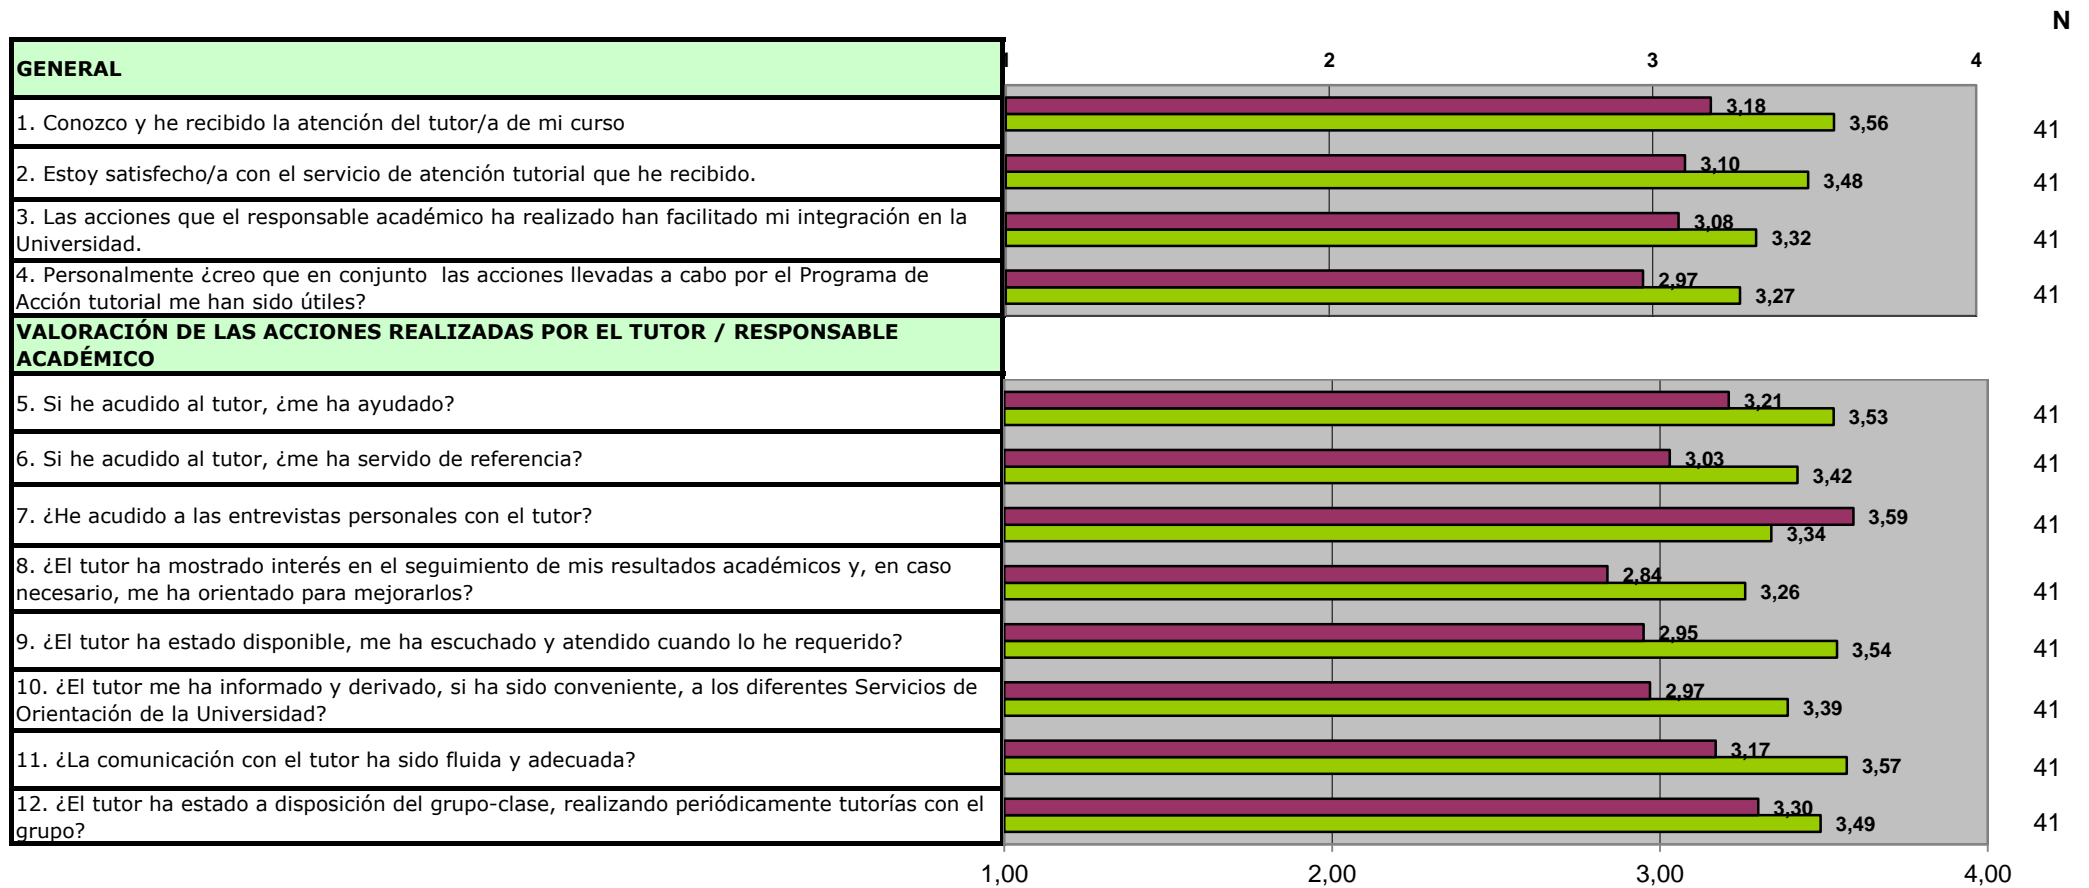 N
GENERAL
1 2 3 4
1. Conozco y he recibido la atención del tutor/a de mi curso
3,18
3,56
41
2. Estoy satisfecho/a con el servicio de atención tutorial que he recibido.
3,10
3,48
41
3. Las acciones que el responsable académico ha realizado han facilitado mi integración en la
Universidad.
3,08
3,32
41
4. Personalmente ¿creo que en conjunto  las acciones llevadas a cabo por el Programa de
Acción tutorial me han sido útiles?
2,97
3,27
41
VALORACIÓN DE LAS ACCIONES REALIZADAS POR EL TUTOR / RESPONSABLE
ACADÉMICO
5. Si he acudido al tutor, ¿me ha ayudado?
3,21
3,53
41
6. Si he acudido al tutor, ¿me ha servido de referencia?
3,03
3,42
41
7. ¿He acudido a las entrevistas personales con el tutor?
3,59
3,34
41
8. ¿El tutor ha mostrado interés en el seguimiento de mis resultados académicos y, en caso
necesario, me ha orientado para mejorarlos?
2,84
3,26
41
9. ¿El tutor ha estado disponible, me ha escuchado y atendido cuando lo he requerido?
2,95
3,54
41
10. ¿El tutor me ha informado y derivado, si ha sido conveniente, a los diferentes Servicios de
Orientación de la Universidad?
2,97
3,39
41
11. ¿La comunicación con el tutor ha sido fluida y adecuada?
3,17
3,57
41
12. ¿El tutor ha estado a disposición del grupo-clase, realizando periódicamente tutorías con el
grupo?
3,30
3,49
41
1,00 2,00 3,00 4,00